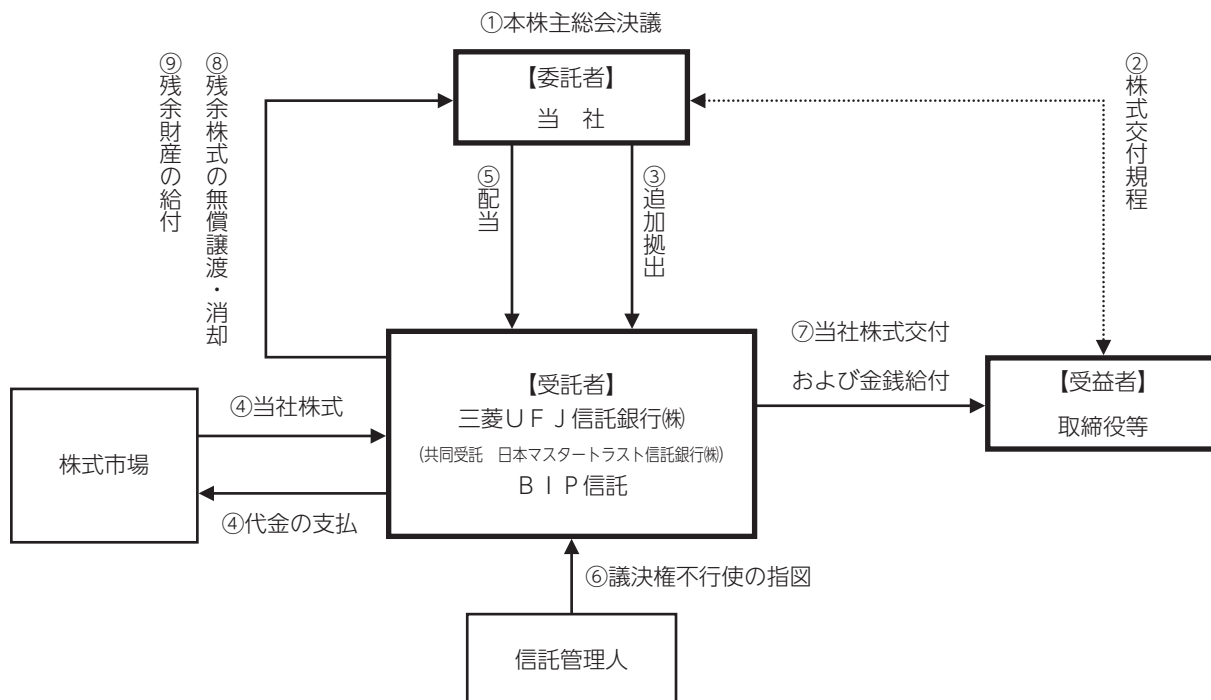 ①本株主総会決議
【委託者】
当　社
②株式交付規程
⑨残余財産の給付
⑧残余株式の無償譲渡・消却
⑤配当
③追加拠出
⑦当社株式交付
および金銭給付
【受託者】
三菱ＵＦＪ信託銀行㈱
(共同受託　日本マスタートラスト信託銀行㈱)
ＢＩＰ信託
【受益者】
取締役等
④当社株式
株式市場
④代金の支払
⑥議決権不行使の指図
信託管理人